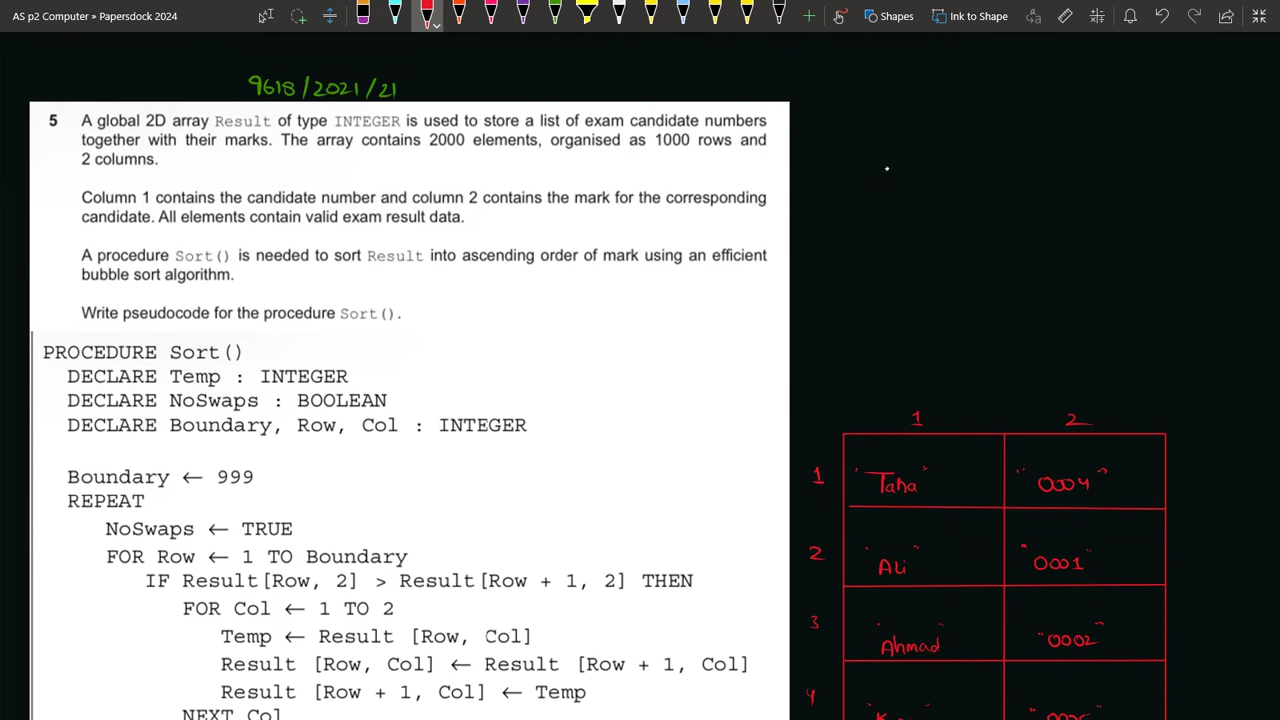 AS p2 Computer » Papersdock 2024
Shapes
Ink to Shape
9618/2021/21
5 A global 2D array Result of type INTEGER is used to store a list of exam candidate numbers
together with their marks. The array contains 2000 elements, organised as 1000 rows and
2 columns.
Column 1 contains the candidate number and column 2 contains the mark for the corresponding
candidate. All elements contain valid exam result data.
A procedure Sort() is needed to sort Result into ascending order of mark using an efficient
bubble sort algorithm.
Write pseudocode for the procedure Sort().
PROCEDURE Sort()
DECLARE Temp : INTEGER
DECLARE NoSwaps : BOOLEAN
DECLARE Boundary, Row, Col : INTEGER
Boundary ← 999
REPEAT
NoSwaps ← TRUE
FOR Row ← 1 TO Boundary
IF Result[Row, 2] > Result[Row + 1, 2] THEN
FOR Col ← 1 TO 2
Temp ← Result [Row, Col]
Result [Row, Col] ← Result [Row + 1, Col]
Result [Row + 1, Col] ← Temp
NEXT Col
1 2
1 "Taha" "0004"
2 "Ali" "0001"
3 "Ahmad" "0002"
4